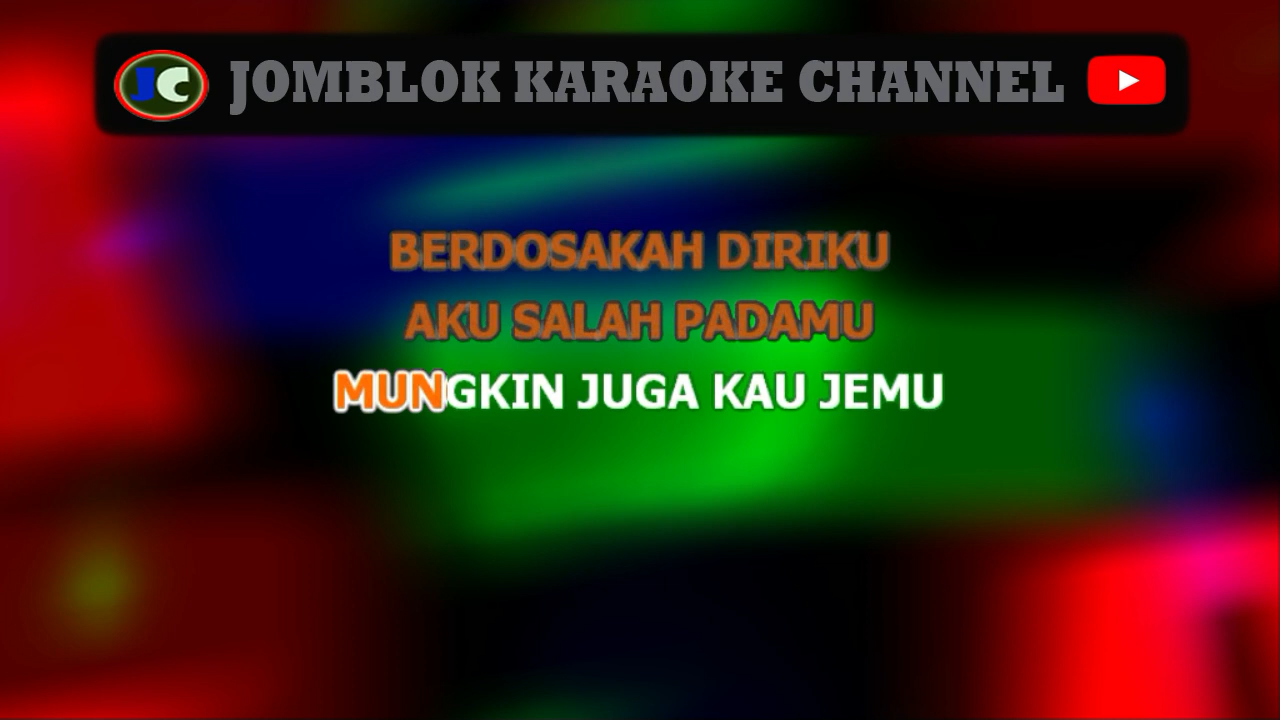 JC JOMBLOK KARAOKE CHANNEL
BERDOSAKAH DIRIKU
AKU SALAH PADAMU
MUNGKIN JUGA KAU JEMU